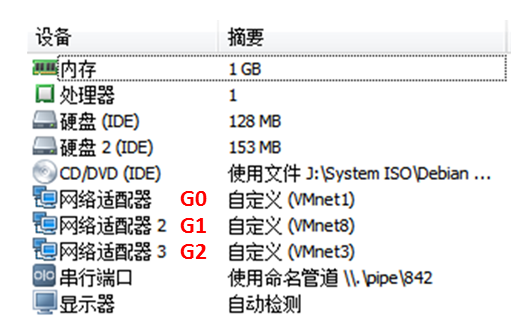 设备 摘要
内存 1 GB
处理器 1
硬盘 (IDE) 128 MB
硬盘 2 (IDE) 153 MB
CD/DVD (IDE) 使用文件 J:\System ISO\Debian ...
网络适配器 G0 自定义 (VMnet1)
网络适配器 2 G1 自定义 (VMnet8)
网络适配器 3 G2 自定义 (VMnet3)
串行端口 使用命名管道 \\.\pipe\842
显示器 自动检测